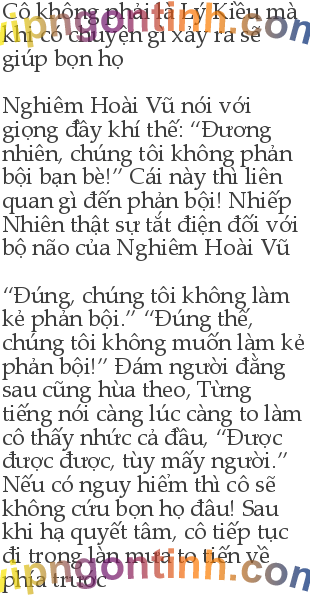 Cô không phải là Lý Kiều mà
khi có chuyện gì xảy ra sẽ
giúp bọn họ
Nghiêm Hoài Vũ nói với
giọng đầy khí thế: “Đương
nhiên, chúng tôi không phản
bội bạn bè!” Cái này thì liên
quan gì đến phản bội! Nhiếp
Nhiên thật sự tắt điện đối với
bộ não của Nghiêm Hoài Vũ
“Đúng, chúng tôi không làm
kẻ phản bội.” “Đúng thế,
chúng tôi không muốn làm kẻ
phản bội!” Đám người đằng
sau cũng hùa theo, Từng
tiếng nói càng lúc càng to làm
cô thấy nhức cả đầu, “Được
được được, tùy mấy người.”
Nếu có nguy hiểm thì cô sẽ
không cứu bọn họ đâu! Sau
khi hạ quyết tâm, cô tiếp tục
đi trong làn mưa to tiến về
phía trước
vipngontinh.com
vipngontinh.com